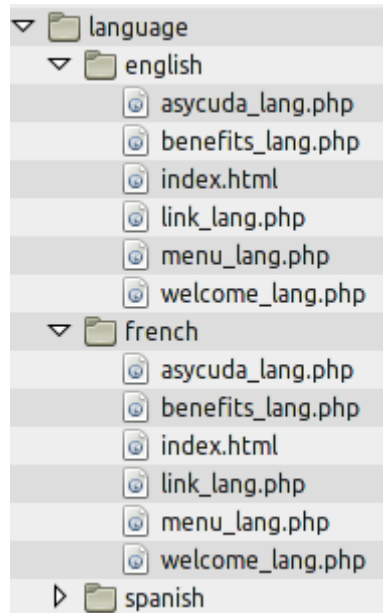 language
english
asycuda_lang.php
benefits_lang.php
index.html
link_lang.php
menu_lang.php
welcome_lang.php
french
asycuda_lang.php
benefits_lang.php
index.html
link_lang.php
menu_lang.php
welcome_lang.php
spanish